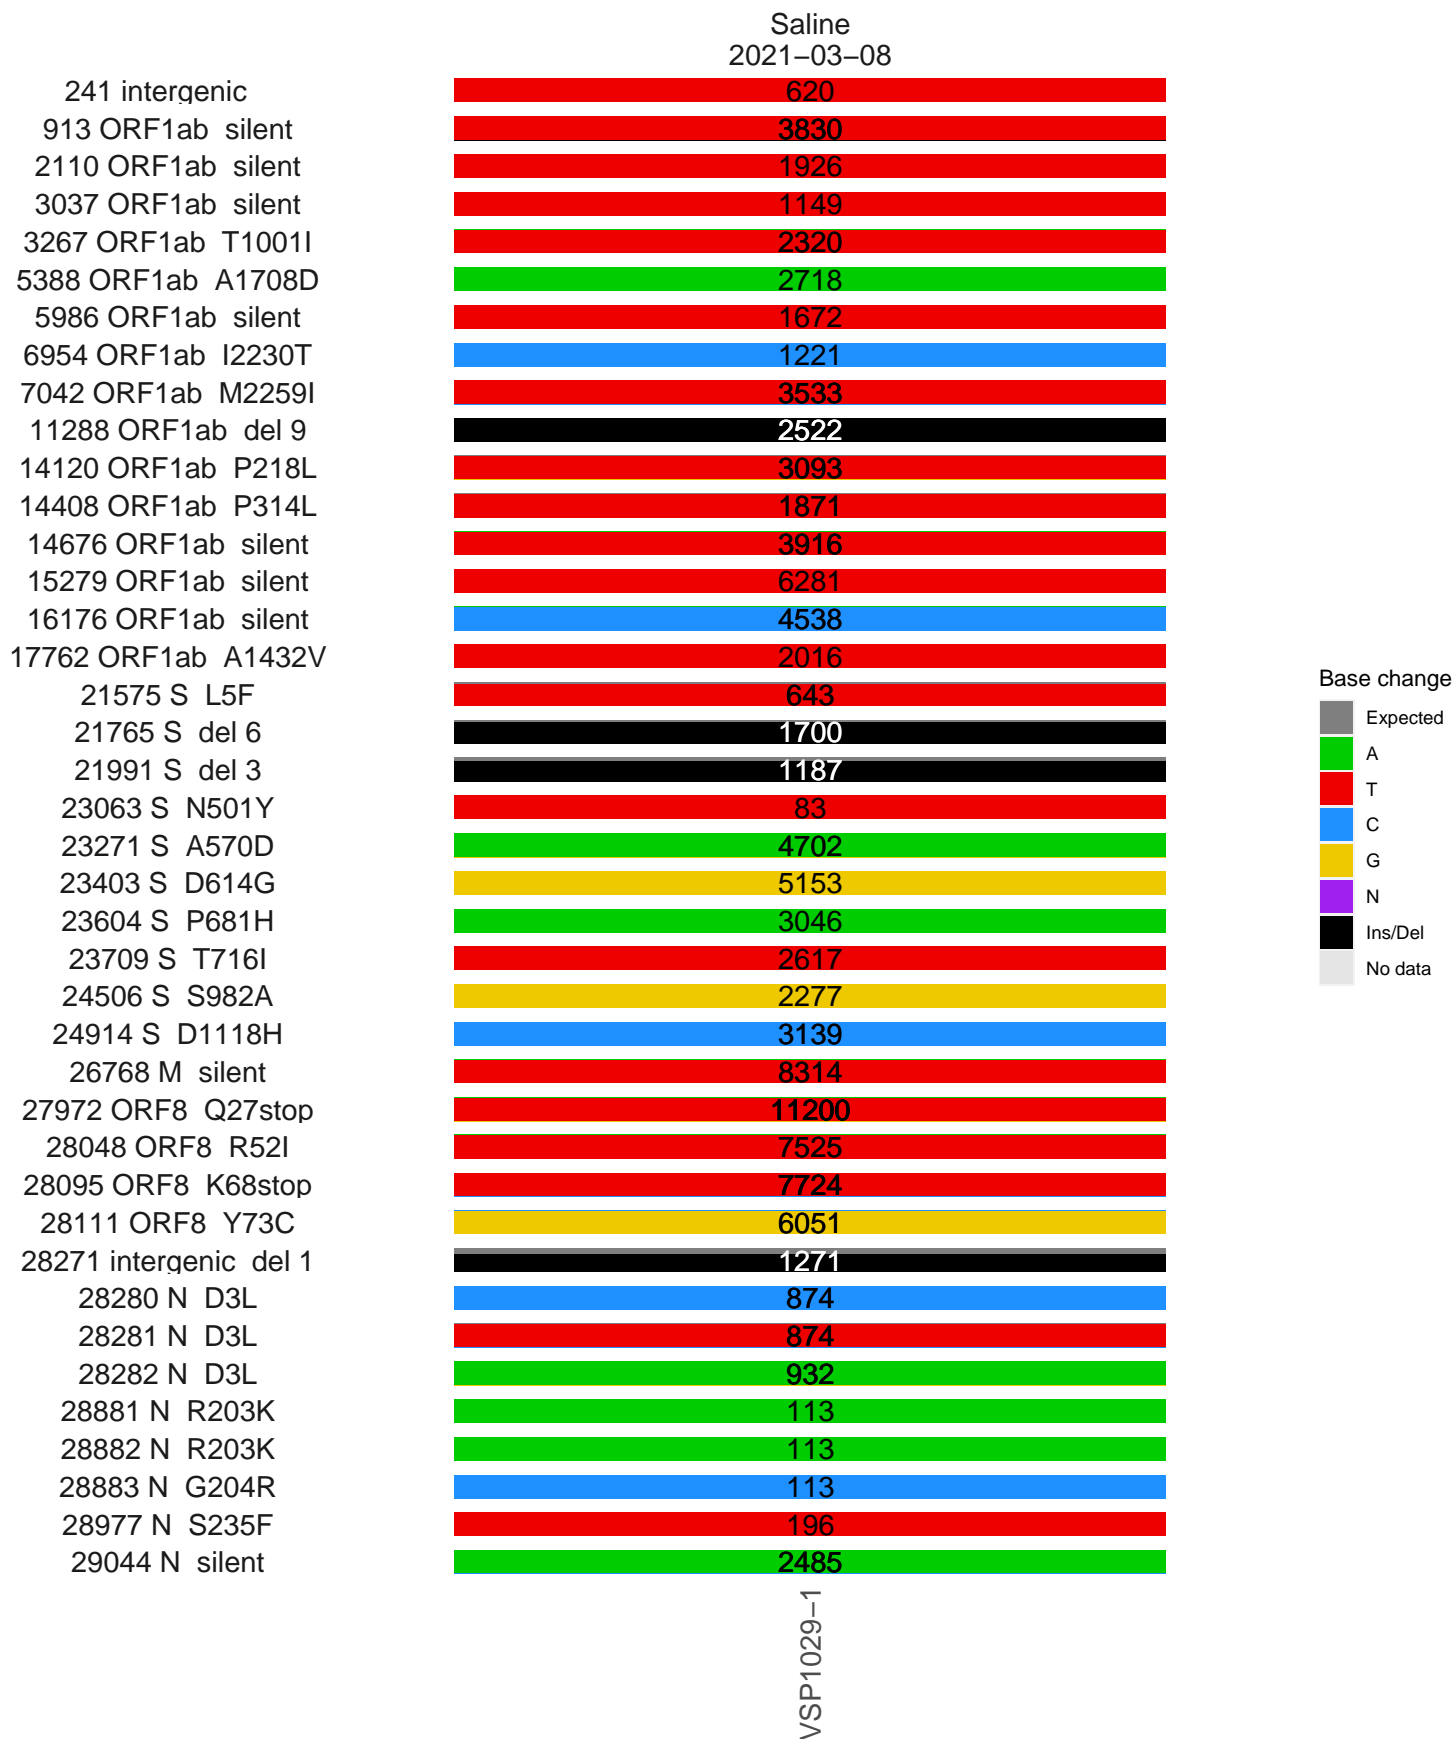 Saline
2021−03−08
241 intergenic 620
913 ORF1ab silent 3830
2110 ORF1ab silent 1926
3037 ORF1ab silent 1149
3267 ORF1ab T1001I 2320
5388 ORF1ab A1708D 2718
5986 ORF1ab silent 1672
6954 ORF1ab I2230T 1221
7042 ORF1ab M2259I 3533
11288 ORF1ab del 9 2522
14120 ORF1ab P218L 3093
14408 ORF1ab P314L 1871
14676 ORF1ab silent 3916
15279 ORF1ab silent 6281
16176 ORF1ab silent 4538
17762 ORF1ab A1432V 2016
21575 S L5F 643
21765 S del 6 1700
21991 S del 3 1187
23063 S N501Y 83
23271 S A570D 4702
23403 S D614G 5153
23604 S P681H 3046
23709 S T716I 2617
24506 S S982A 2277
24914 S D1118H 3139
26768 M silent 8314
27972 ORF8 Q27stop 11200
28048 ORF8 R52I 7525
28095 ORF8 K68stop 7724
28111 ORF8 Y73C 6051
28271 intergenic del 1 1271
28280 N D3L 874
28281 N D3L 874
28282 N D3L 932
28881 N R203K 113
28882 N R203K 113
28883 N G204R 113
28977 N S235F 196
29044 N silent 2485
VSP1029−1
Base change
Expected
A
T
C
G
N
Ins/Del
No data